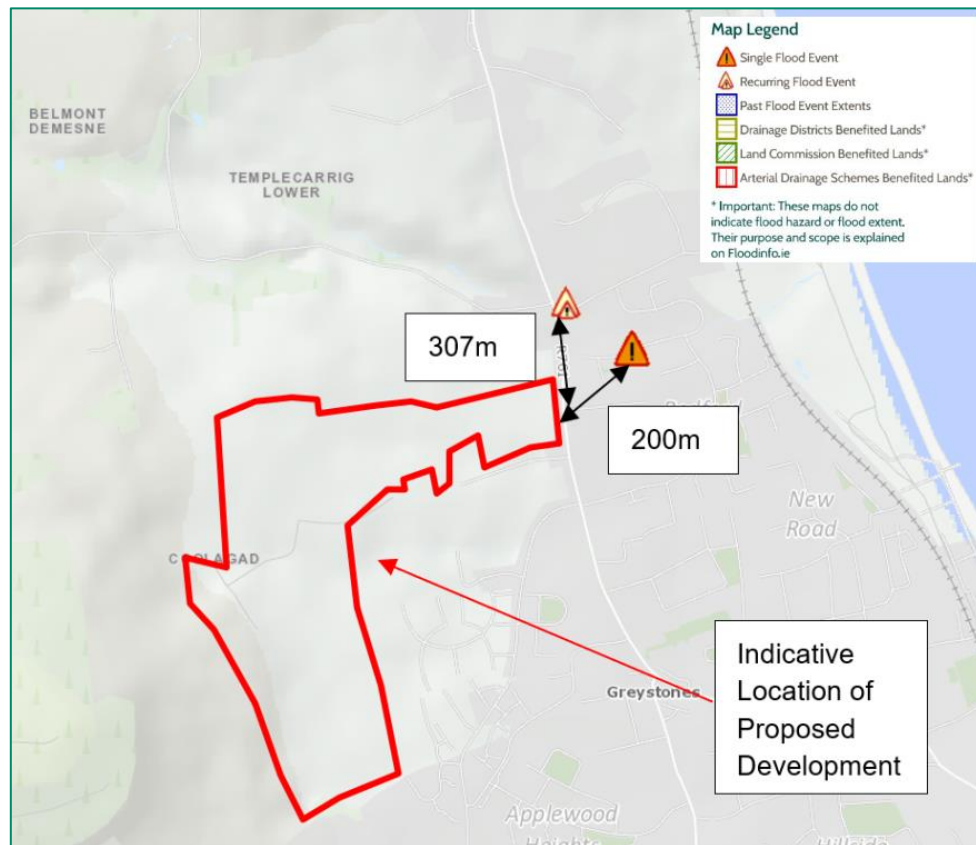 Map Legend
Single Flood Event
Recurring Flood Event
Past Flood Event Extents
Drainage Districts Benefited Lands*
Land Commission Benefited Lands*
Arterial Drainage Schemes Benefited Lands*
* Important: These maps do not
indicate flood hazard or flood extent.
Their purpose and scope is explained
on Floodinfo.ie
BELMONT
DEMESNE
TEMPLECARRIG
LOWER
307m
200m
New
Road
Indicative
Location of
Proposed
Development
Greystones
Applewood
Heights
Hillside